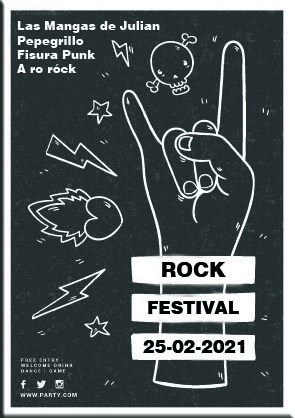 Las Mangas de Julian
Pepegrillo
Fisura Punk
A ro róck
ROCK
FESTIVAL
25-02-2021
FREE ENTRY
WELCOME DRINK
DANCE | GAME
WWW.PARTY.COM